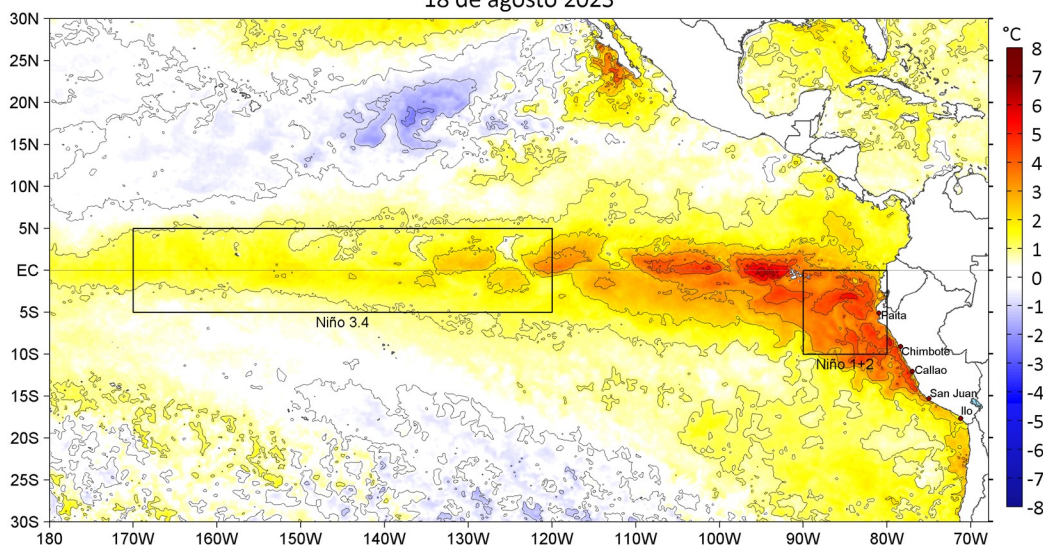 18 de agosto 2023
30N
25N
20N
15N
10N
5N
EC
5S
10S
15S
20S
25S
30S
180 170W 160W 150W 140W 130W 120W 110W 100W 90W 80W 70W
Niño 3.4
Niño 1+2
Paita
Chimbote
Callao
San Juan
Ilo
°C
8
7
6
5
4
3
2
1
0
-1
-2
-3
-4
-5
-6
-7
-8